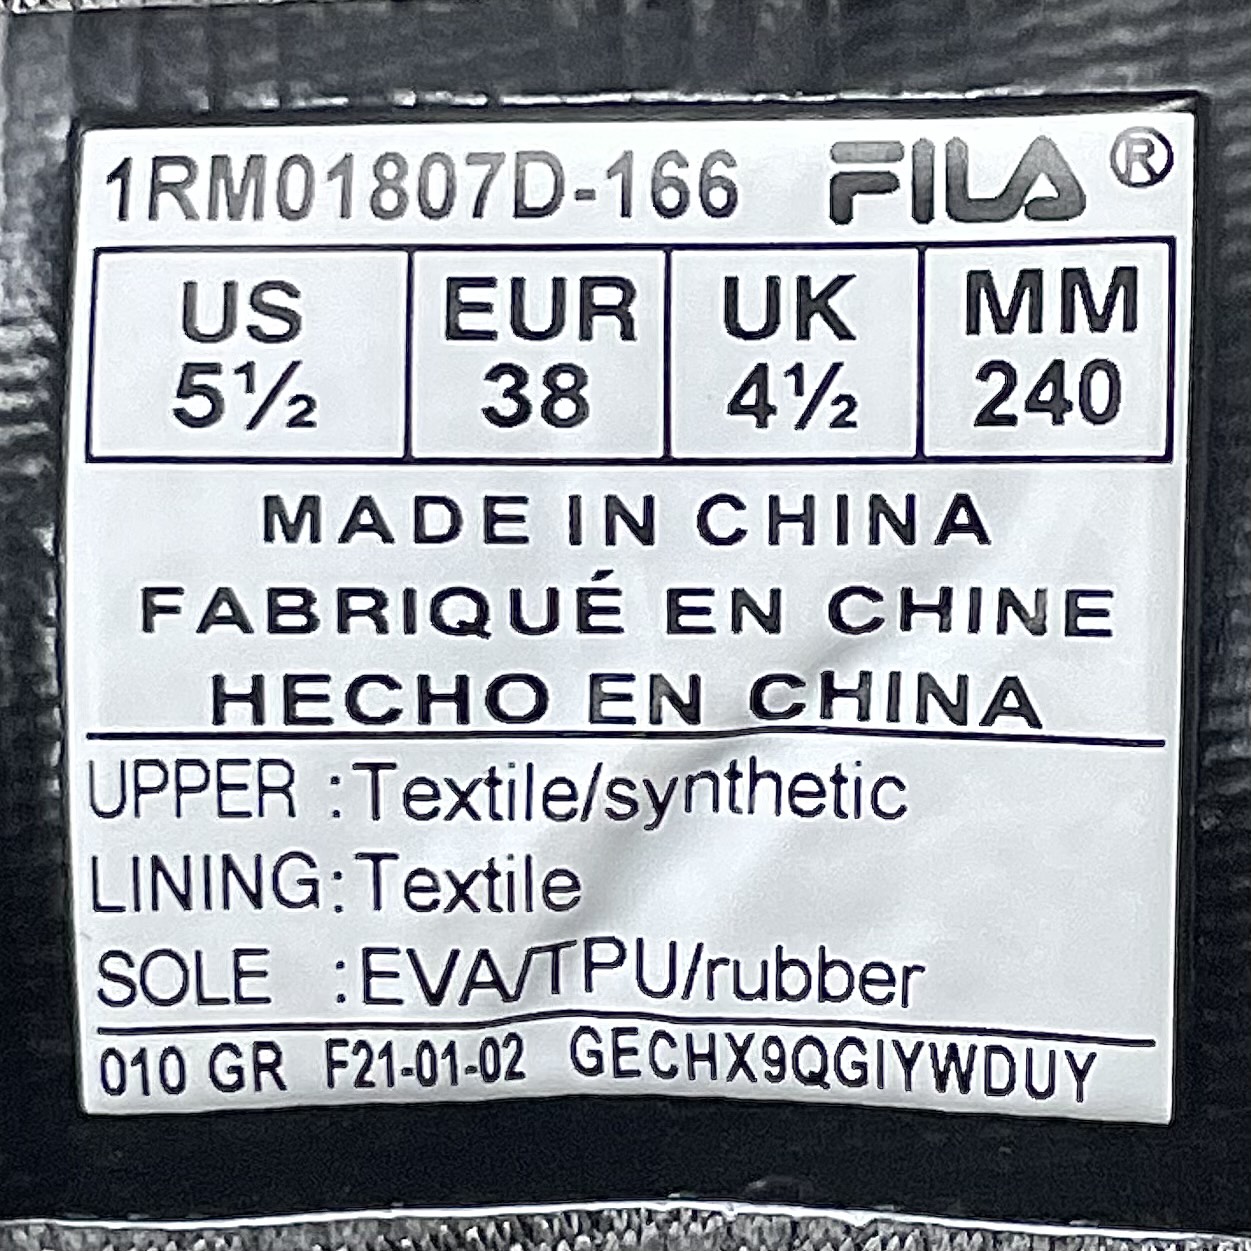 1RM01807D-166 FILA ®
US EUR UK MM
5½ 38 4½ 240
MADE IN CHINA
FABRIQUÉ EN CHINE
HECHO EN CHINA
UPPER :Textile/synthetic
LINING:Textile
SOLE :EVA/TPU/rubber
010 GR F21-01-02 GECHX9QGIYWDUY